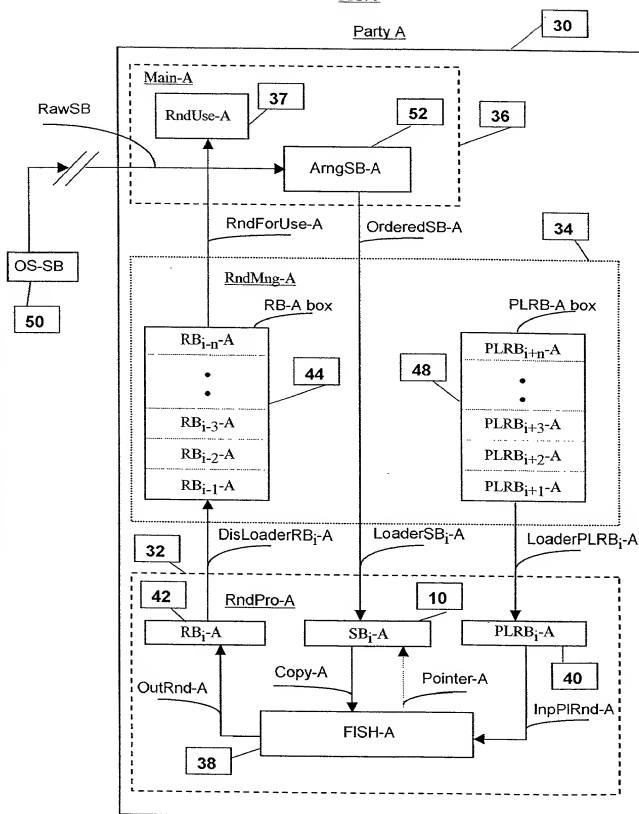 Party A
30
Main-A
RndUse-A
37
52
36
RawSB
ArngSB-A
RndForUse-A
OrderedSB-A
34
OS-SB
50
RndMng-A
RB-A box
PLRB-A box
RBi-n-A
PLRBi+n-A
44
48
RBi-3-A
PLRBi+3-A
RBi-2-A
PLRBi+2-A
RBi-1-A
PLRBi+1-A
DisLoaderRBi-A
LoaderSBi-A
LoaderPLRBi-A
32
42
RndPro-A
10
RBi-A
SBi-A
PLRBi-A
40
OutRnd-A
Copy-A
Pointer-A
InpPlRnd-A
FISH-A
38